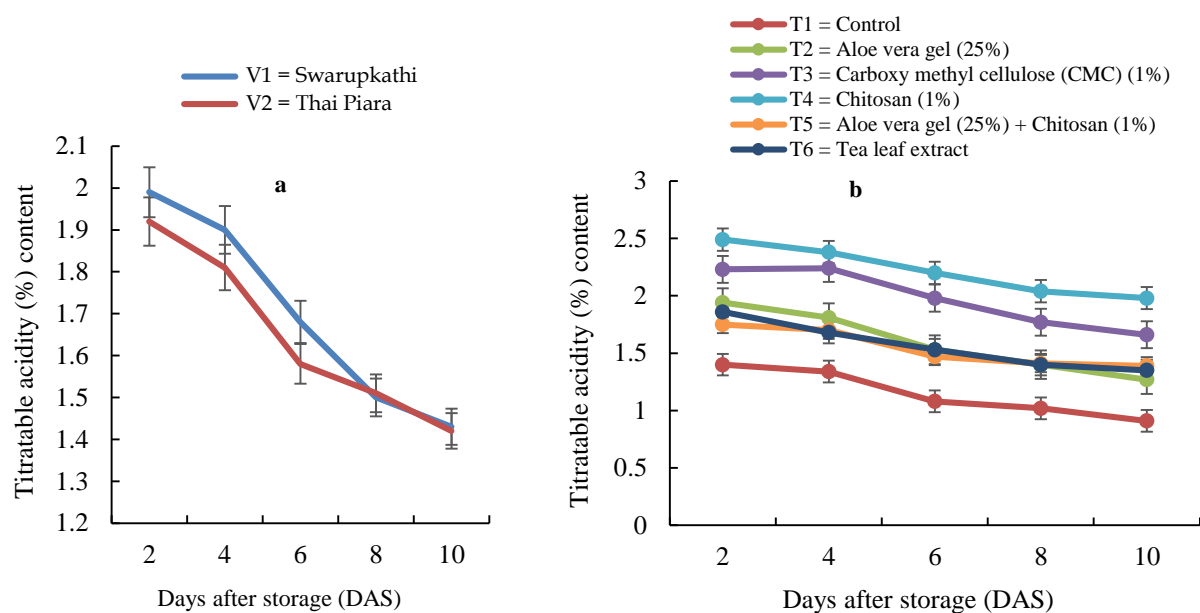 V1 = Swarupkathi
V2 = Thai Piara
a
Titratable acidity (%) content
2.1
2
1.9
1.8
1.7
1.6
1.5
1.4
1.3
1.2
2 4 6 8 10
Days after storage (DAS)
T1 = Control
T2 = Aloe vera gel (25%)
T3 = Carboxy methyl cellulose (CMC) (1%)
T4 = Chitosan (1%)
T5 = Aloe vera gel (25%) + Chitosan (1%)
T6 = Tea leaf extract
b
Titratable acidity (%) content
3
2.5
2
1.5
1
0.5
0
2 4 6 8 10
Days after storage (DAS)